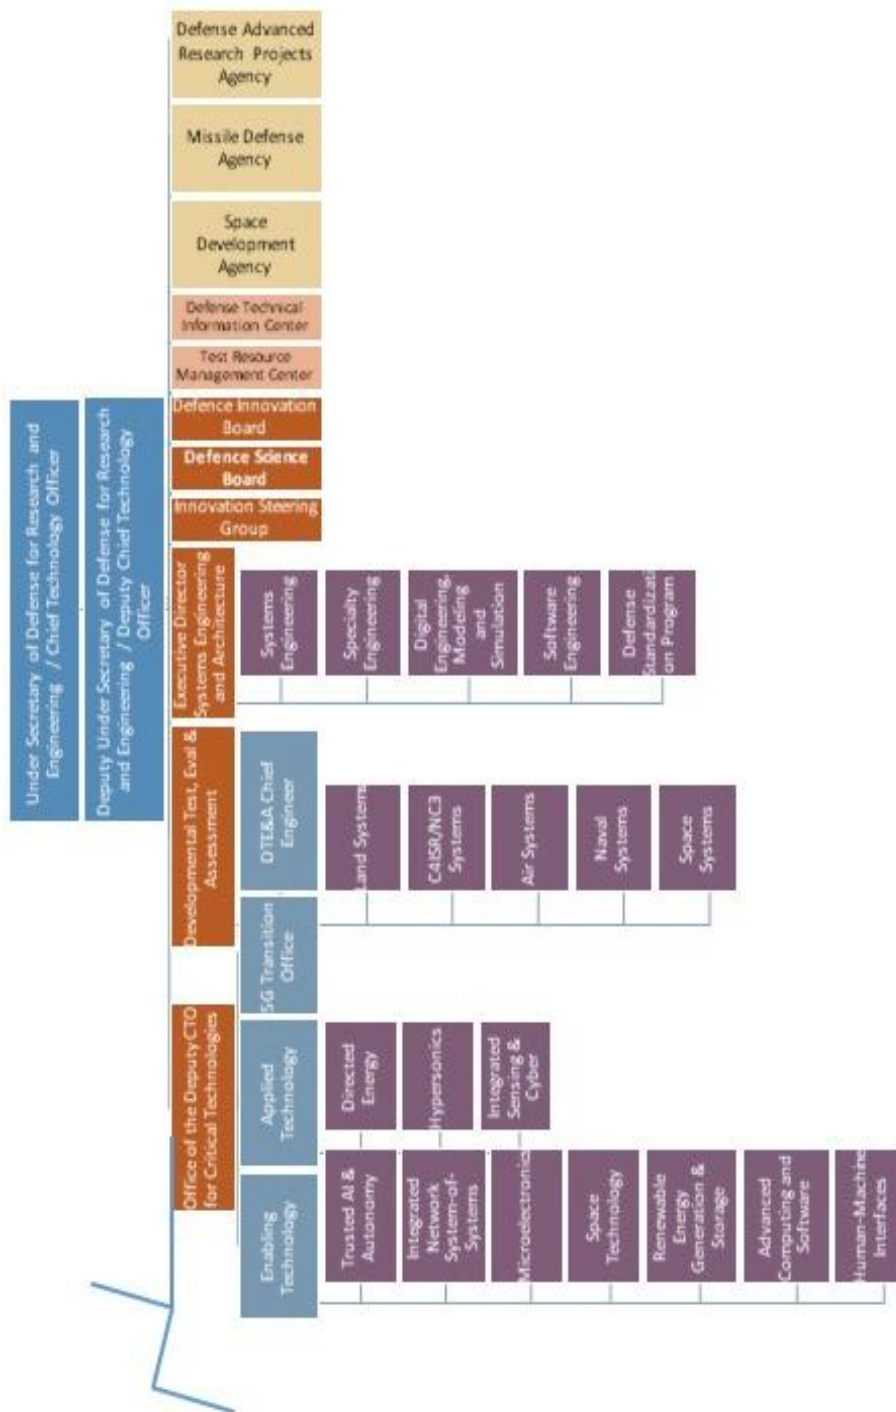 Under Secretary of Defense for Research and
Engineering / Chief Technology Officer
Deputy Under Secretary of Defense for Research
and Engineering / Deputy Chief Technology
Officer
Office of the Deputy CTO
for Critical Technologies
Enabling
Technology
Trusted AI &
Autonomy
Integrated
Network
System-of-
Systems
Microelectronics
Space
Technology
Renewable
Energy
Generation &
Storage
Advanced
Computing and
Software
Human-Machine
Interfaces
Applied
Technology
Directed
Energy
Hypersonics
Integrated
Sensing &
Cyber
5G Transition
Office
Developmental Test, Eval &
Assessment
DTE&A Chief
Engineer
Land Systems
C4ISR/NC3
Systems
Air Systems
Naval
Systems
Space
Systems
Executive Director
Systems Engineering
and Architecture
Systems
Engineering
Specialty
Engineering
Digital
Engineering,
Modeling
and
Simulation
Software
Engineering
Defense
Standardizati
on Program
Innovation Steering
Group
Defence Science
Board
Defence Innovation
Board
Test Resource
Management Center
Defense Technical
Information Center
Space
Development
Agency
Missile Defense
Agency
Defense Advanced
Research Projects
Agency